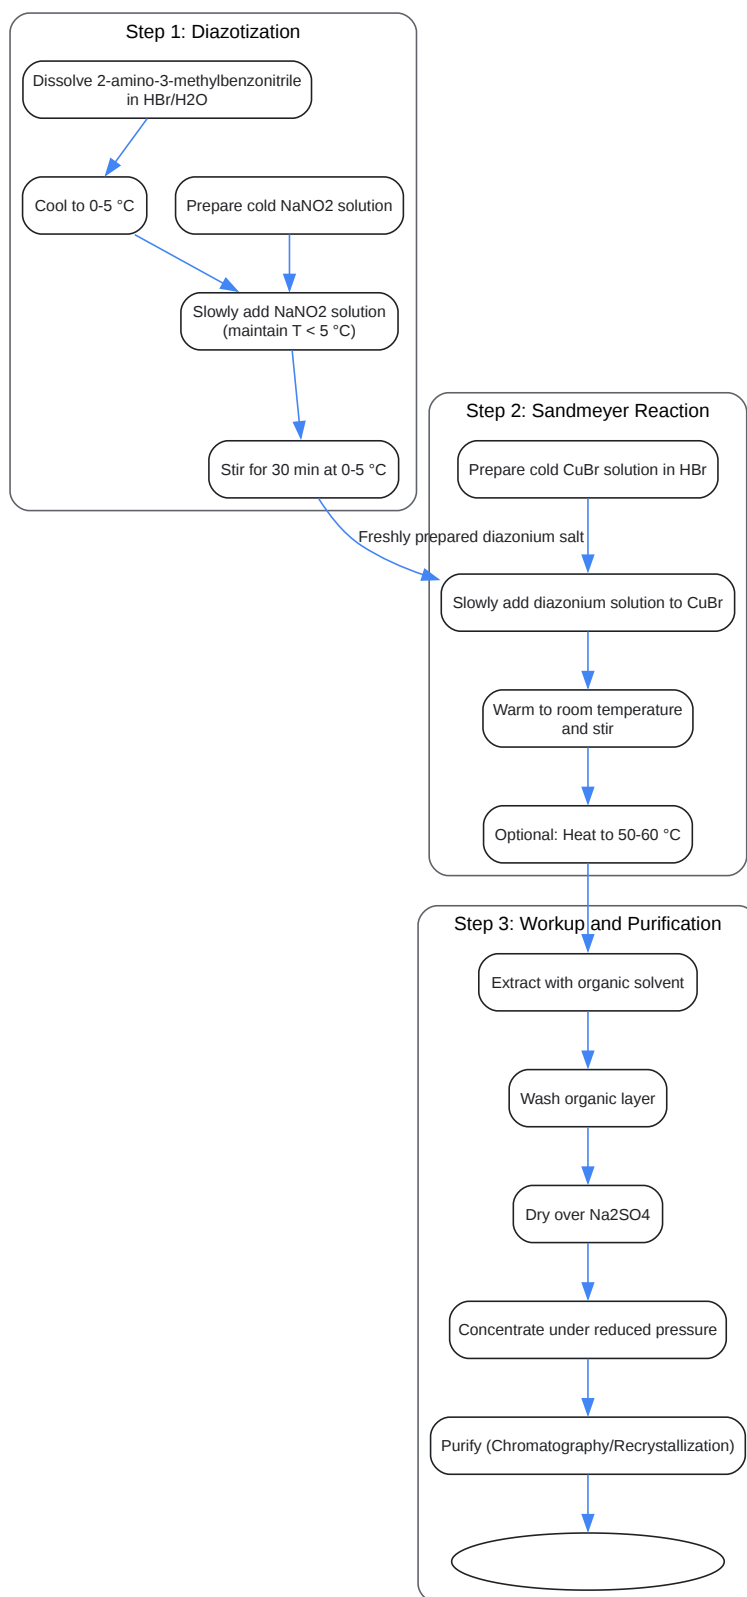 Step 1: Diazotization
Dissolve 2-amino-3-methylbenzonitrile
in HBr/H2O
Cool to 0-5 °C
Prepare cold NaNO2 solution
Slowly add NaNO2 solution
(maintain T < 5 °C)
Stir for 30 min at 0-5 °C
Step 2: Sandmeyer Reaction
Prepare cold CuBr solution in HBr
Freshly prepared diazonium salt
Slowly add diazonium solution to CuBr
Warm to room temperature
and stir
Optional: Heat to 50-60 °C
Step 3: Workup and Purification
Extract with organic solvent
Wash organic layer
Dry over Na2SO4
Concentrate under reduced pressure
Purify (Chromatography/Recrystallization)